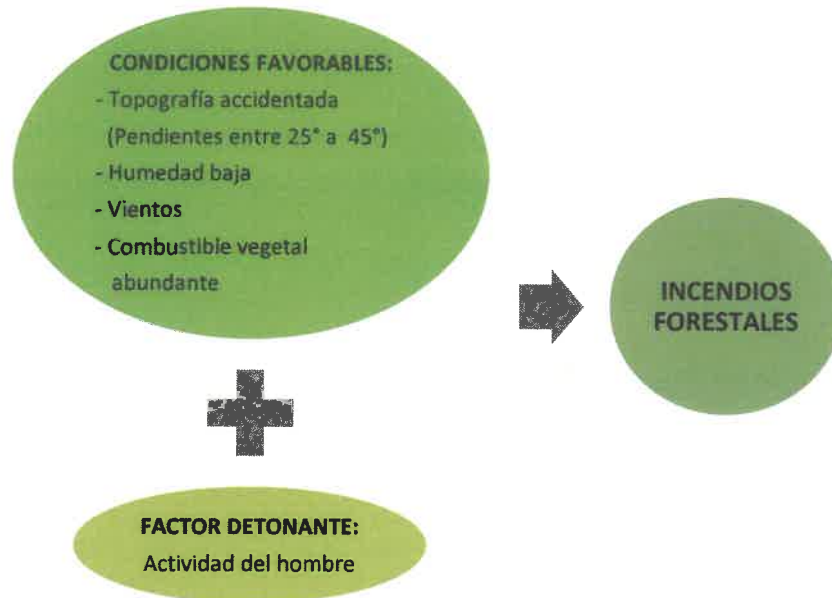 CONDICIONES FAVORABLES:
- Topografía accidentada
(Pendientes entre 25° a 45°)
- Humedad baja
- Vientos
- Combustible vegetal
abundante
INCENDIOS
FORESTALES
FACTOR DETONANTE:
Actividad del hombre